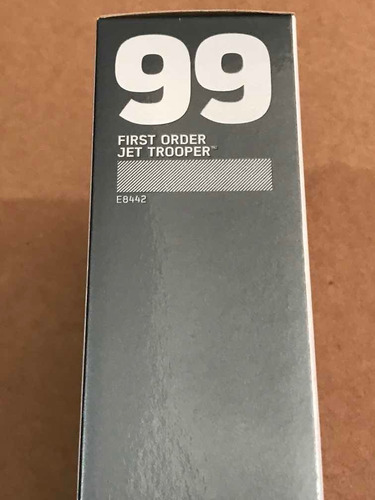 99
FIRST ORDER
JET TROOPER™
E8442